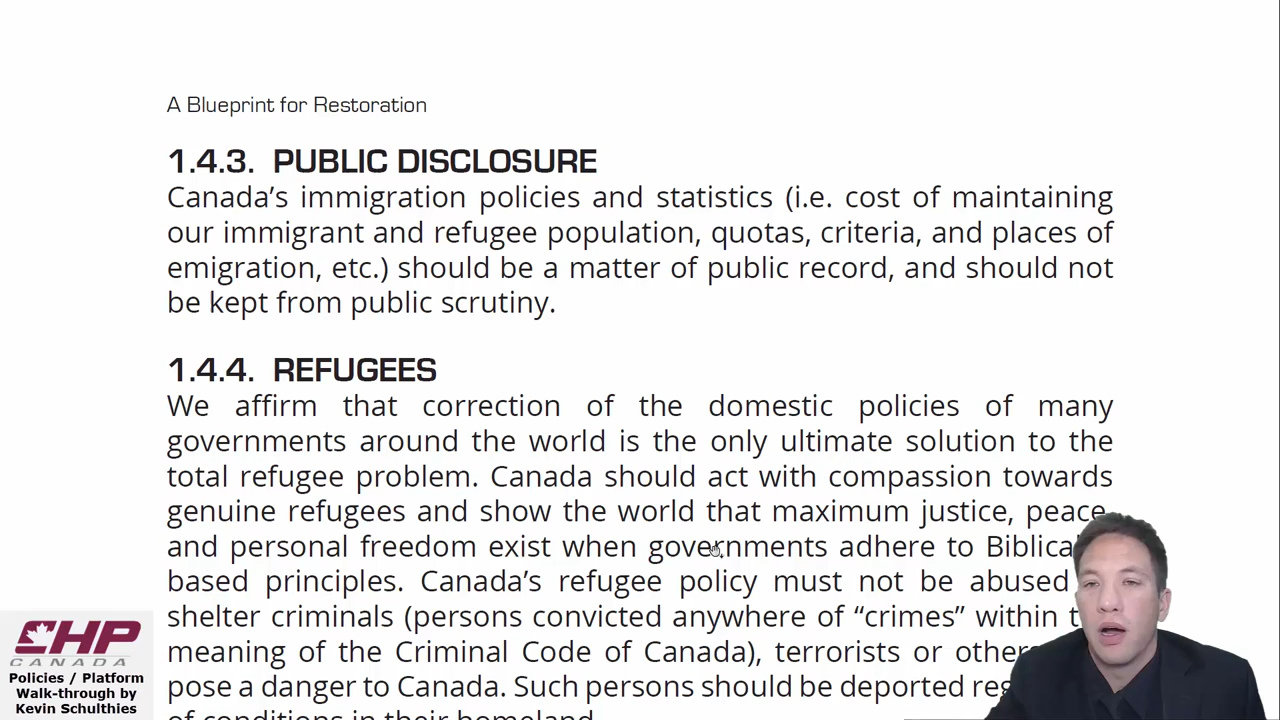 A Blueprint for Restoration
1.4.3. PUBLIC DISCLOSURE
Canada’s immigration policies and statistics (i.e. cost of maintaining
our immigrant and refugee population, quotas, criteria, and places of
emigration, etc.) should be a matter of public record, and should not
be kept from public scrutiny.
1.4.4. REFUGEES
We affirm that correction of the domestic policies of many
governments around the world is the only ultimate solution to the
total refugee problem. Canada should act with compassion towards
genuine refugees and show the world that maximum justice, peace
and personal freedom exist when governments adhere to
based principles. Canada’s refugee policy must not be abused
shelter criminals (persons convicted anywhere of “crimes” within
meaning of the Criminal Code of Canada), terrorists or
pose a danger to Canada. Such persons should be deported
of conditions in their homeland.
CHP
CANADA
Policies / Platform
Walk-through by
Kevin Schulthies